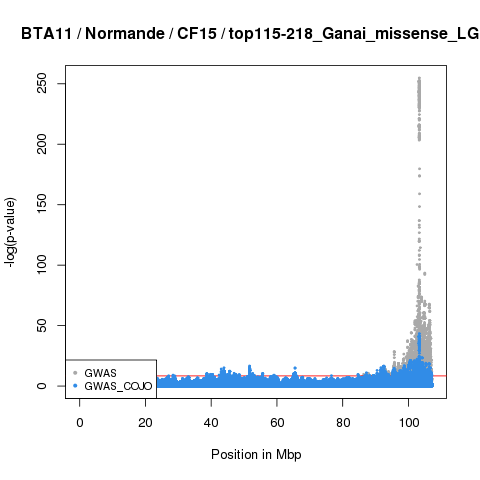 BTA11 / Normande / CF15 / top115-218_Ganai_missense_LG
-log(p-value)
250
200
150
100
50
0
GWAS
GWAS_COJO
0 20 40 60 80 100
Position in Mbp